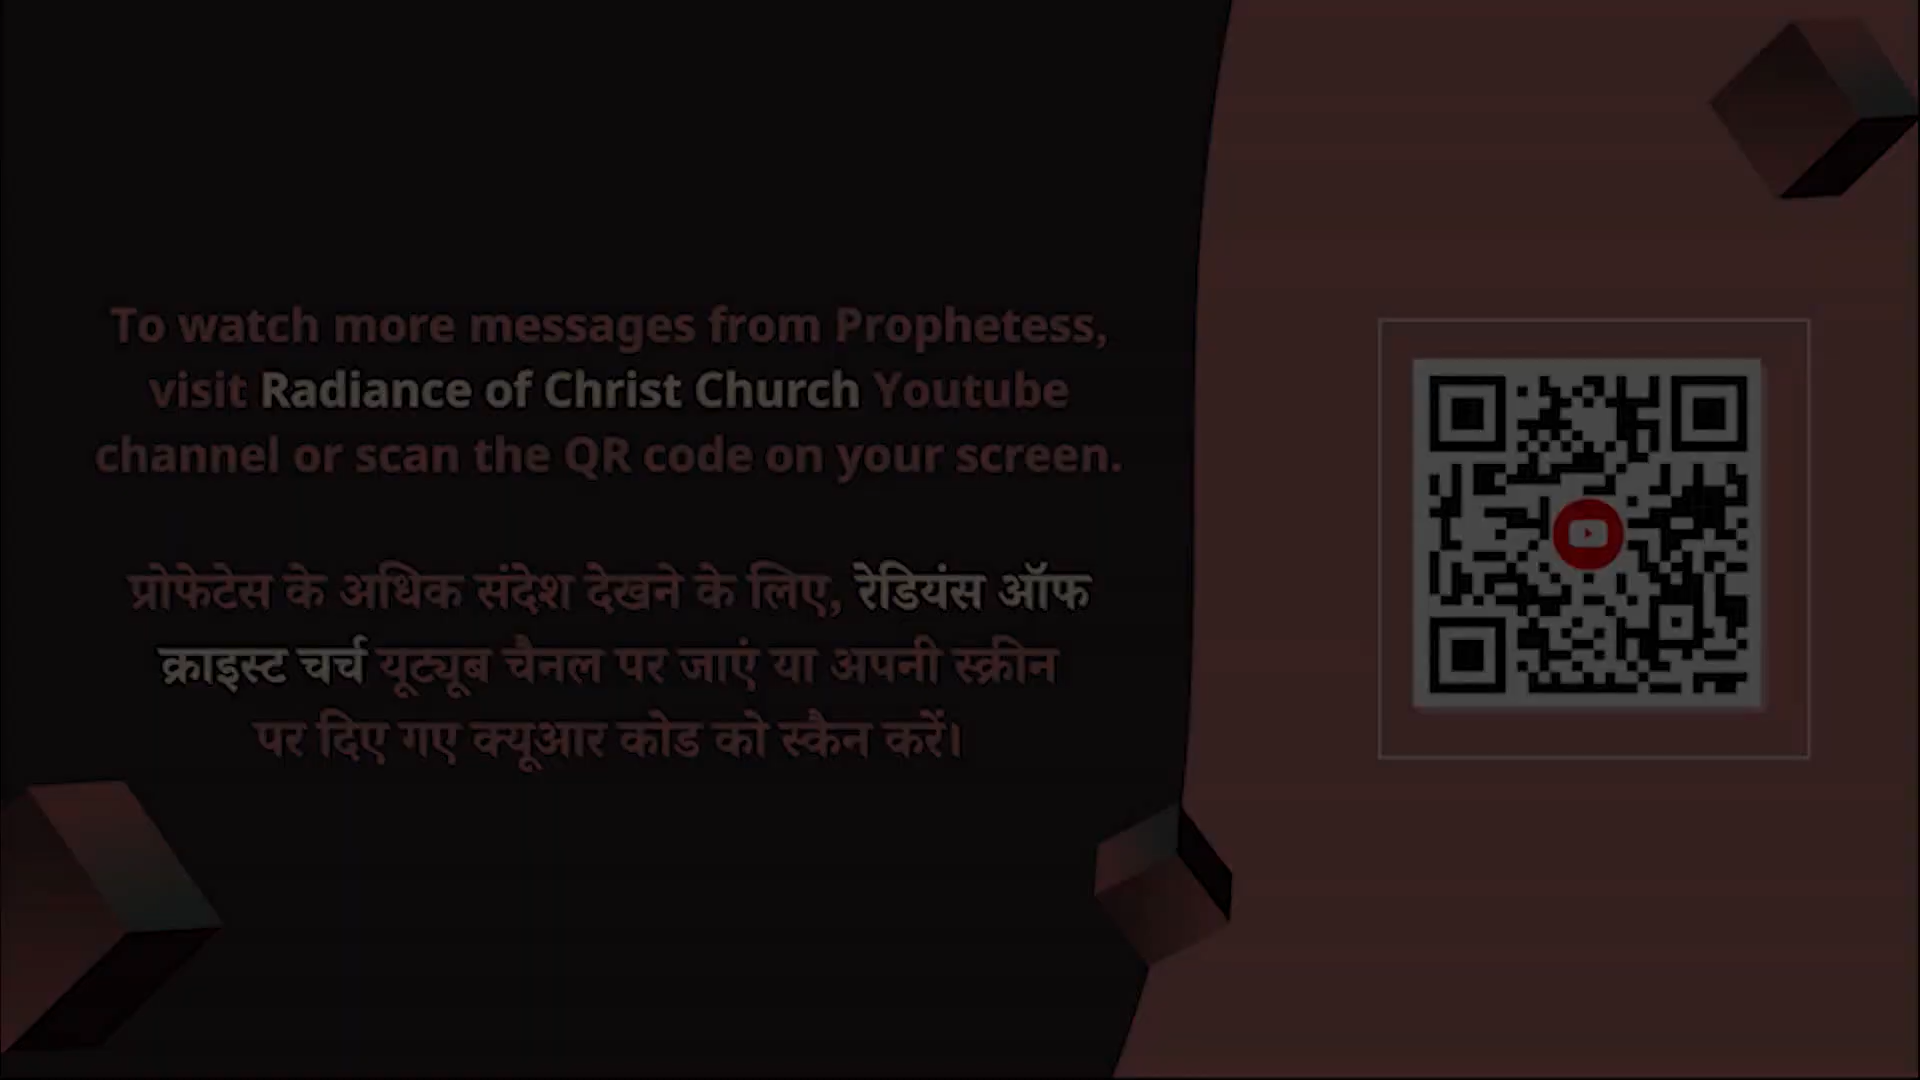 To watch more messages from Prophetess,
visit Radiance of Christ Church Youtube
channel or scan the QR code on your screen.
प्रोफेटेस के अधिक संदेश देखने के लिए, रेडियंस ऑफ
क्राइस्ट चर्च यूट्यूब चैनल पर जाएं या अपनी स्क्रीन
पर दिए गए क्यूआर कोड को स्कैन करें।